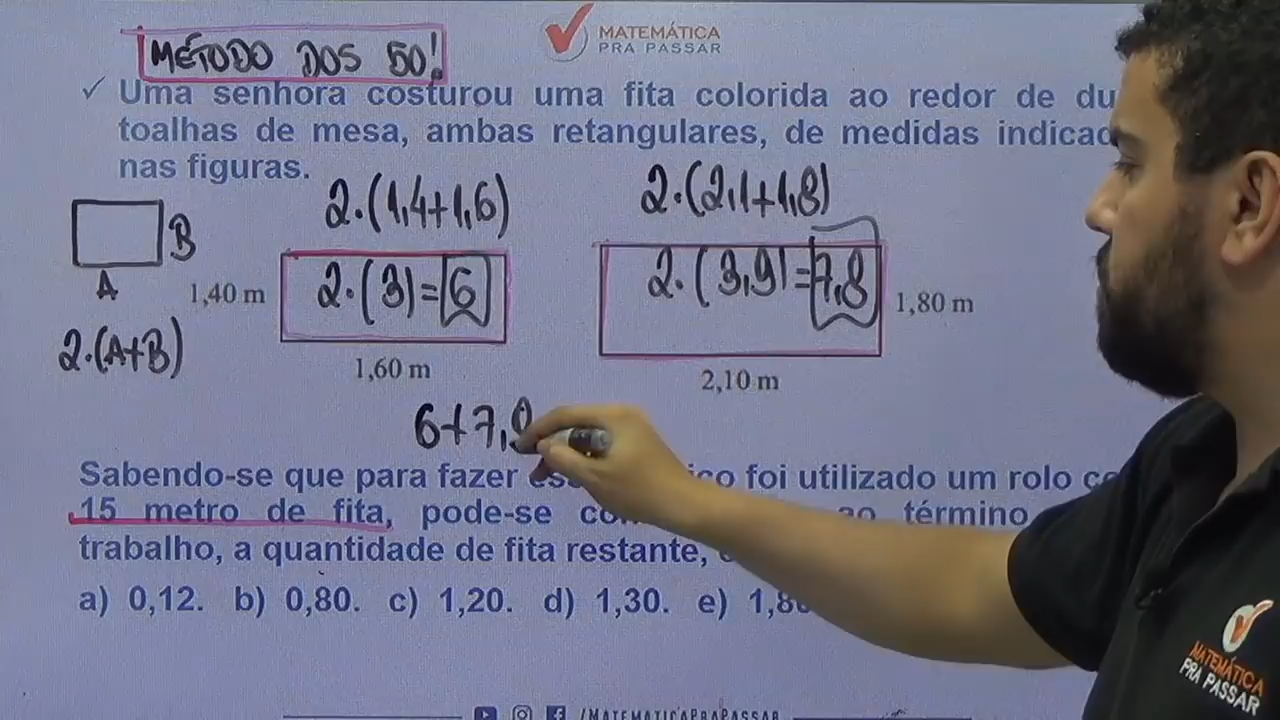 MÉTODO DOS 50!
MATEMÁTICA
PRA PASSAR
✓ Uma senhora costurou uma fita colorida ao redor de du
toalhas de mesa, ambas retangulares, de medidas indicad
nas figuras.
2·(1,4+1,6)
2·(2,1+1,8)
B
A
2·(3)=6
2·(3,9)=7,8
1,40 m
1,80 m
2·(A+B)
1,60 m
2,10 m
6+7,
Sabendo-se que para fazer foi utilizado um rolo
15 metro de fita, pode-se ao término
trabalho, a quantidade de fita restante,
a) 0,12. b) 0,80. c) 1,20. d) 1,30. e) 1,8
MATEMÁTICA
PRA PASSAR
/MATEMATICAPRAPASSAR